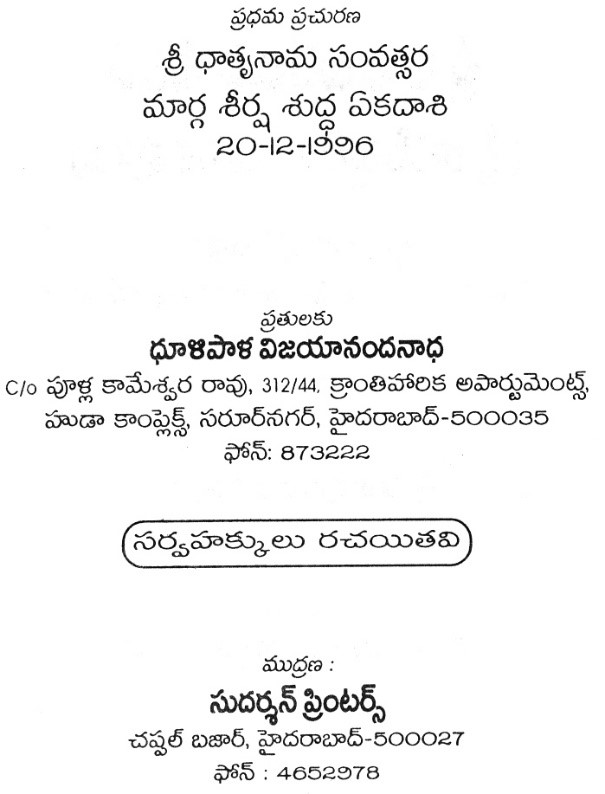 ప్రధమ ప్రచురణ
శ్రీ ధాతృనామ సంవత్సర
మార్గ శీర్ష శుద్ధ ఏకదాశి
20-12-1996
ప్రతులకు
ధూళిపాళ విజయానందనాధ
C/o పూళ్ల కామేశ్వర రావు, 312/44, క్రాంతిహారిక అపార్టుమెంట్స్,
హుడా కాంప్లెక్స్, సరూర్‌నగర్, హైదరాబాద్-500035
ఫోన్: 873222
సర్వహక్కులు రచయితవి
ముద్రణ :
సుదర్శన్ ప్రింటర్స్
చప్పల్ బజార్, హైదరాబాద్-500027
ఫోన్ : 4652978